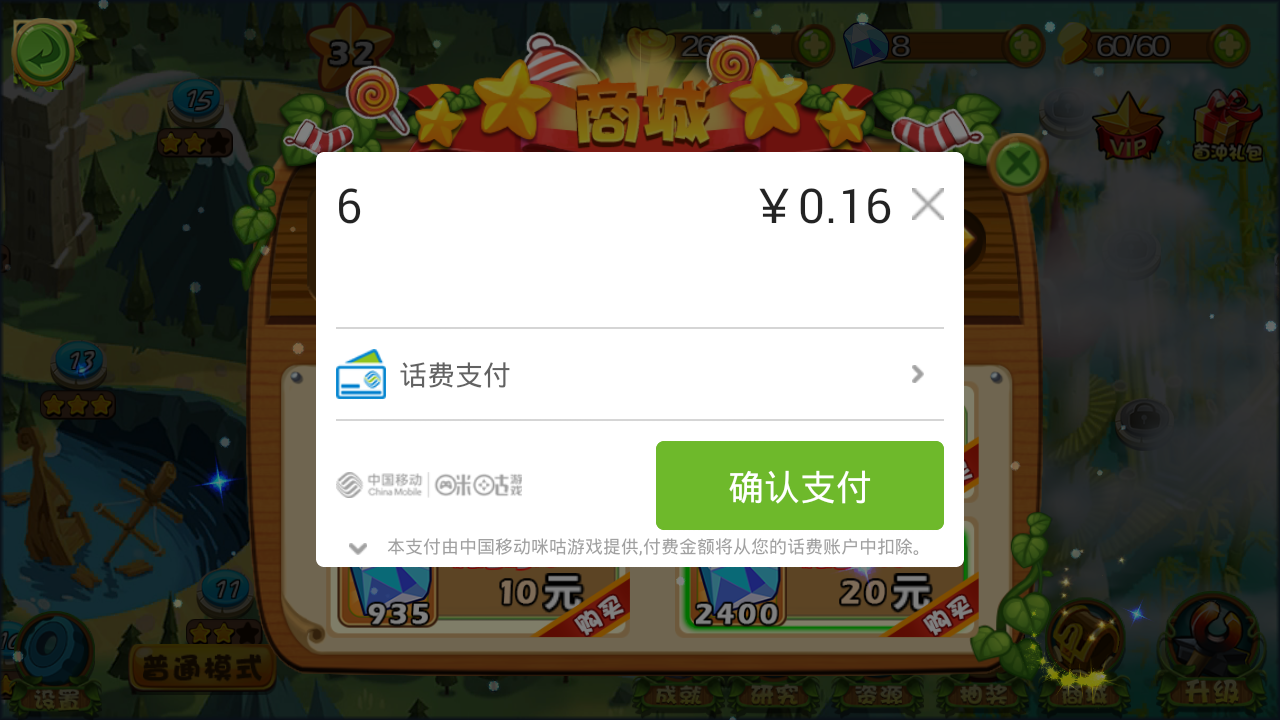 32
8
60/60
15
商城
VIP
首冲礼包
6
¥0.16
13
话费支付
中国移动
China Mobile
咪咕游戏
确认支付
本支付由中国移动咪咕游戏提供,付费金额将从您的话费账户中扣除。
11
935
10元
购买
2400
20元
购买
普通模式
设置
成就
研究
资源
抽奖
商城
升级